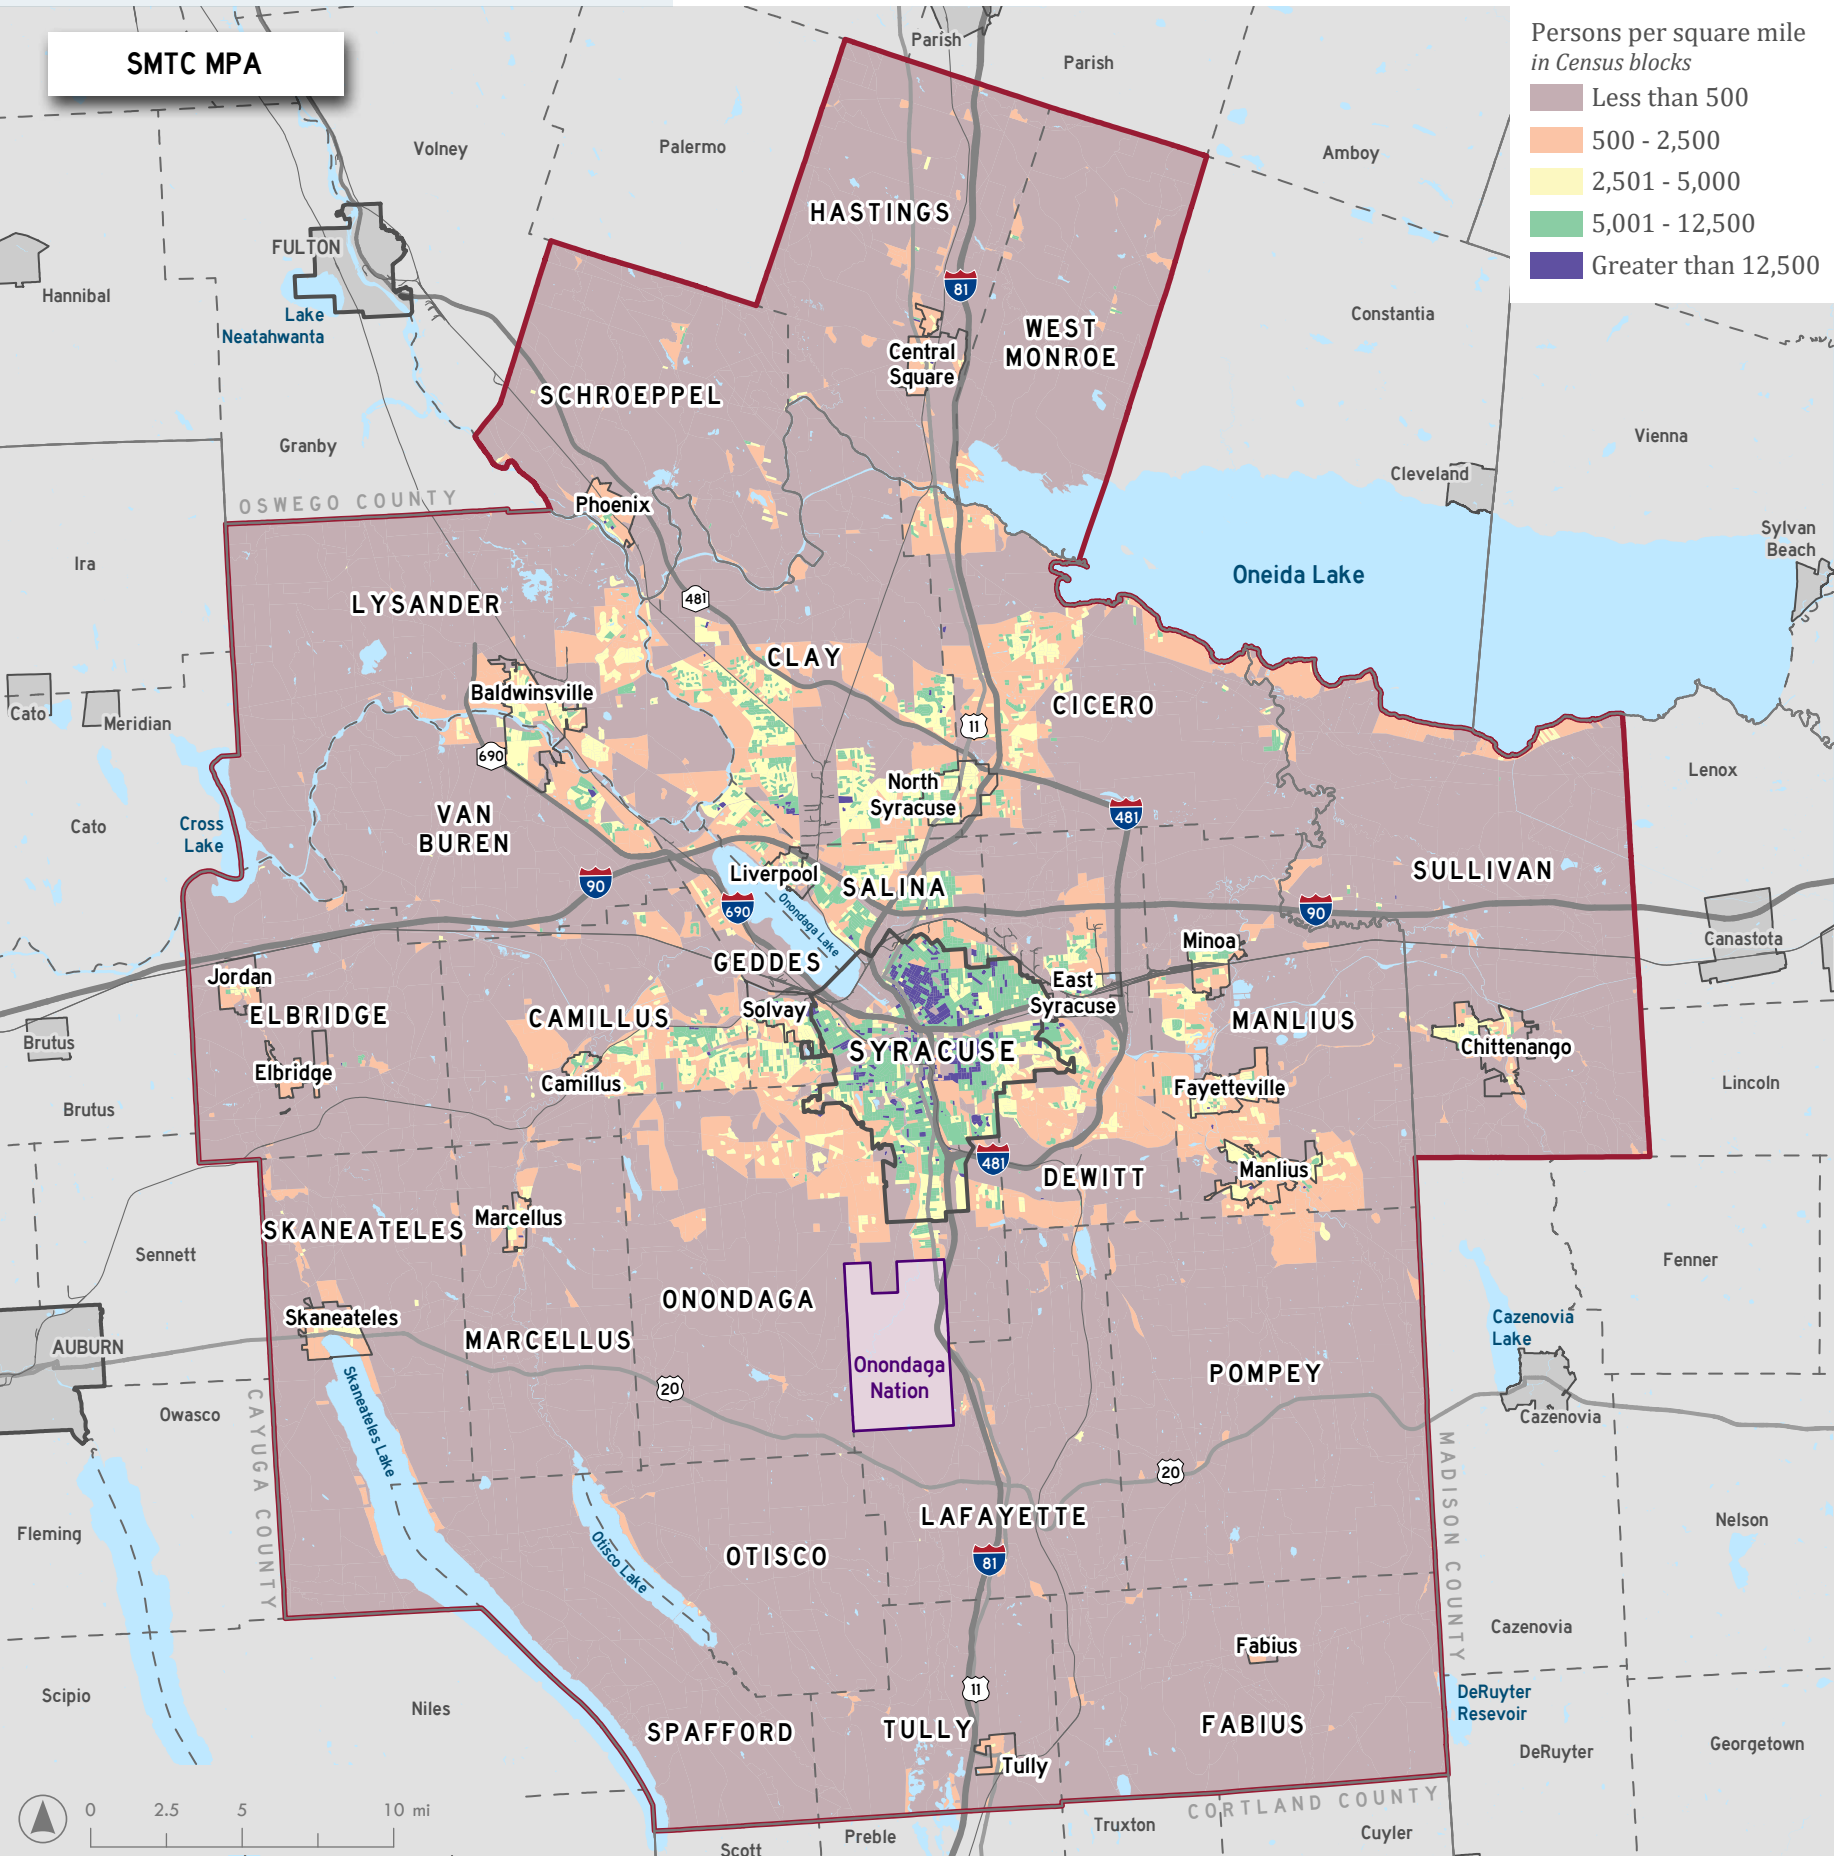 SMTC MPA
Persons per square mile
in Census blocks
Less than 500
500 - 2,500
2,501 - 5,000
5,001 - 12,500
Greater than 12,500
Parish
Parish
Volney
Palermo
Amboy
HASTINGS
FULTON
Hannibal
81
Lake
Neatahwanta
Constantia
WEST
MONROE
Central
Square
SCHROEPPEL
Granby
Vienna
Cleveland
OSWEGO COUNTY
Phoenix
Sylvan
Beach
Ira
Oneida Lake
LYSANDER
481
CLAY
Baldwinsville
CICERO
Cato
Meridian
11
690
Lenox
North
Syracuse
VAN
BUREN
481
Cato
Cross
Lake
Liverpool
SALINA
SULLIVAN
90
690
90
Onondaga Lake
Minoa
Canastota
GEDDES
Jordan
East
Syracuse
Solvay
ELBRIDGE
CAMILLUS
MANLIUS
Brutus
SYRACUSE
Chittenango
Elbridge
Camillus
Fayetteville
Lincoln
Brutus
481
Manlius
DEWITT
Marcellus
SKANEATELES
Sennett
Fenner
ONONDAGA
Skaneateles
Cazenovia
Lake
MARCELLUS
AUBURN
Onondaga
Nation
POMPEY
20
Skaneateles Lake
Owasco
Cazenovia
CAYUGA COUNTY
MADISON COUNTY
20
LAFAYETTE
Fleming
Nelson
OTISCO
81
Otisco Lake
Cazenovia
Fabius
Scipio
Niles
11
DeRuyter
Resevoir
SPAFFORD
TULLY
FABIUS
Tully
DeRuyter
Georgetown
0 2.5 5 10 mi
CORTLAND COUNTY
Truxton
Preble
Cuyler
Scott